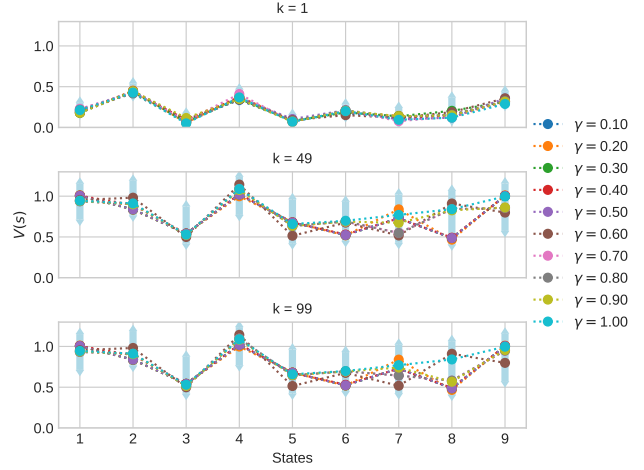 k = 1
1.0
0.5
0.0
k = 49
1.0
0.5
0.0
k = 99
1.0
0.5
0.0
1 2 3 4 5 6 7 8 9
States
V(s)
γ = 0.10
γ = 0.20
γ = 0.30
γ = 0.40
γ = 0.50
γ = 0.60
γ = 0.70
γ = 0.80
γ = 0.90
γ = 1.00